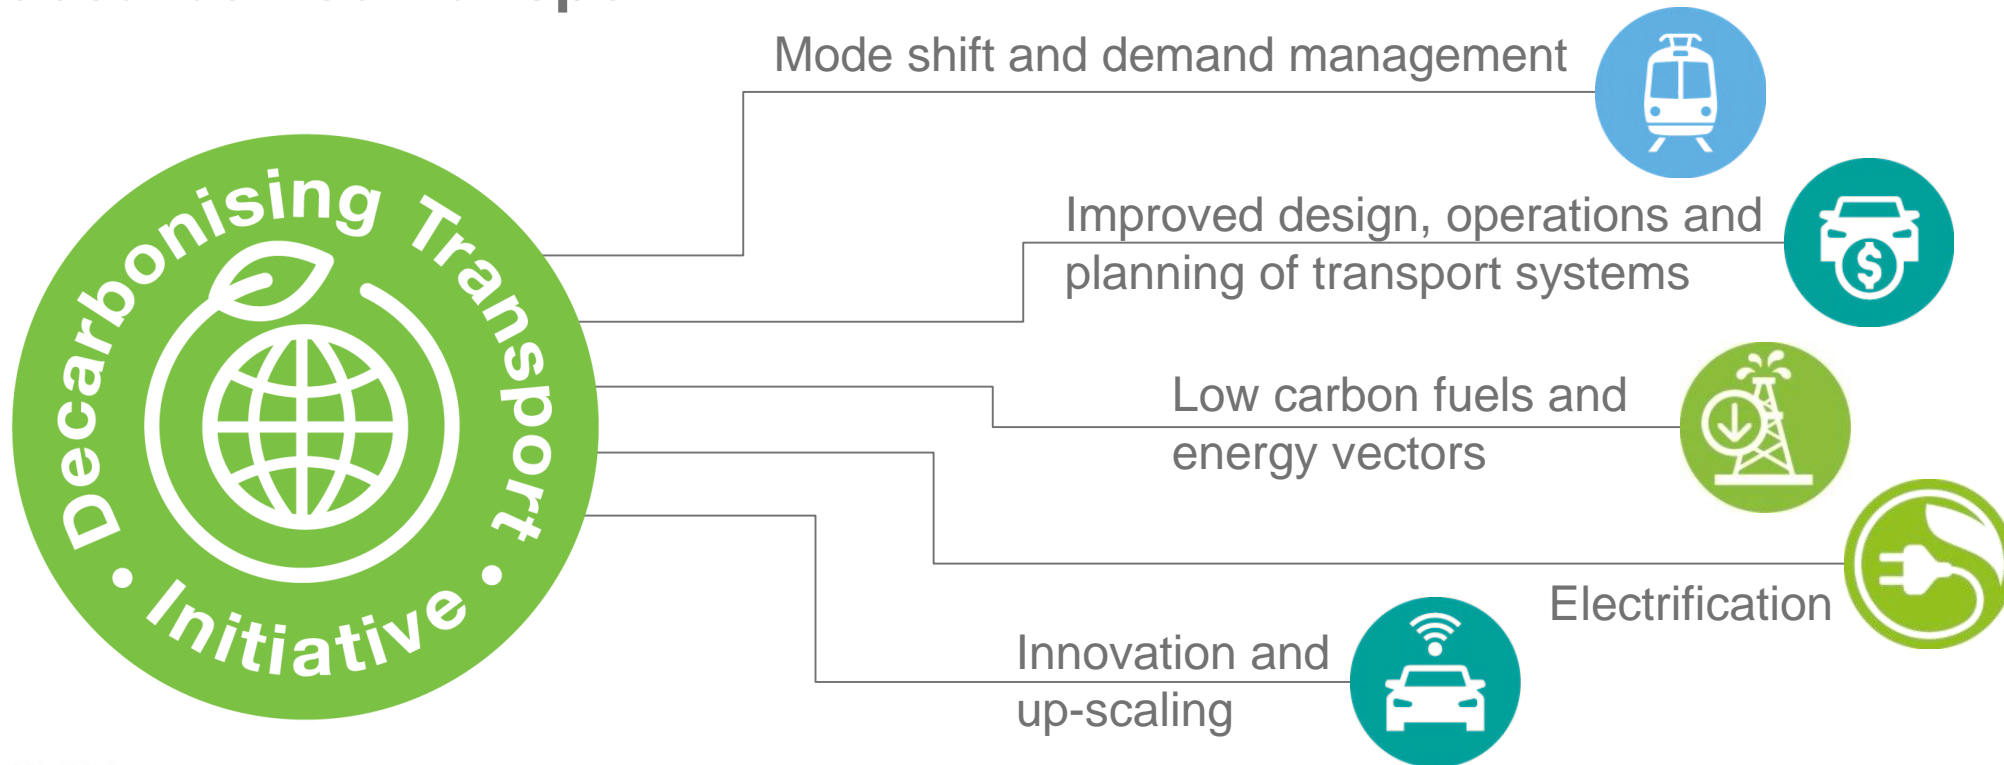 Decarbonising Transport
• Initiative •
Mode shift and demand management
Improved design, operations and
planning of transport systems
$
Low carbon fuels and
energy vectors
Electrification
Innovation and
up-scaling